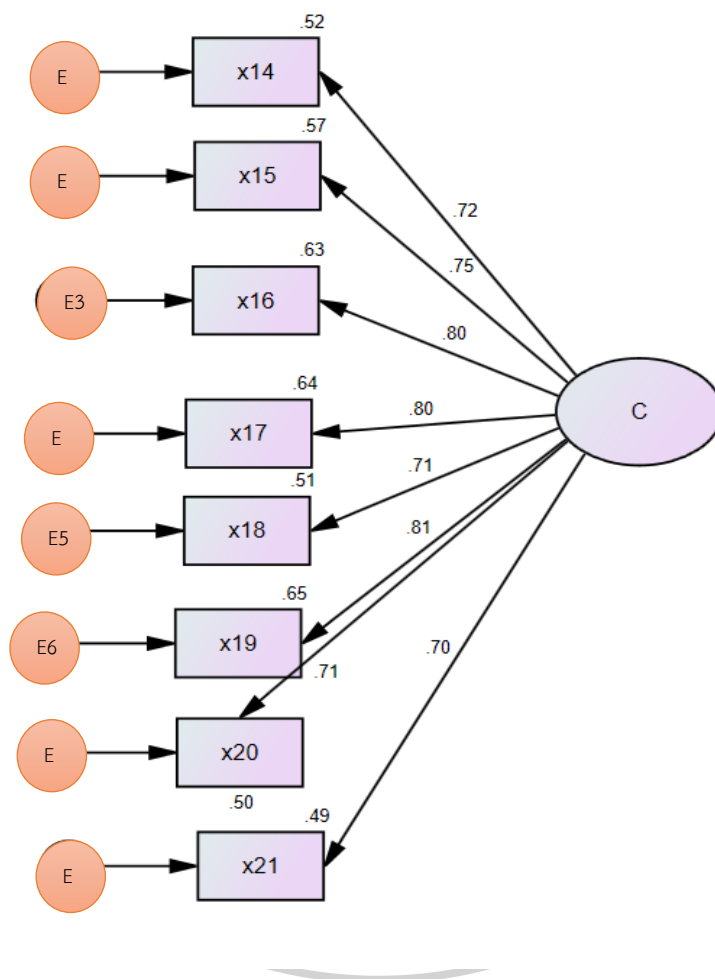 .52
E
x14
.57
E
x15
.72
.75
.63
E3
x16
.80
.64
.80
C
E
x17
.51
.71
E5
x18
.81
.65
E6
x19
.70
.71
E
x20
.50
.49
E
x21